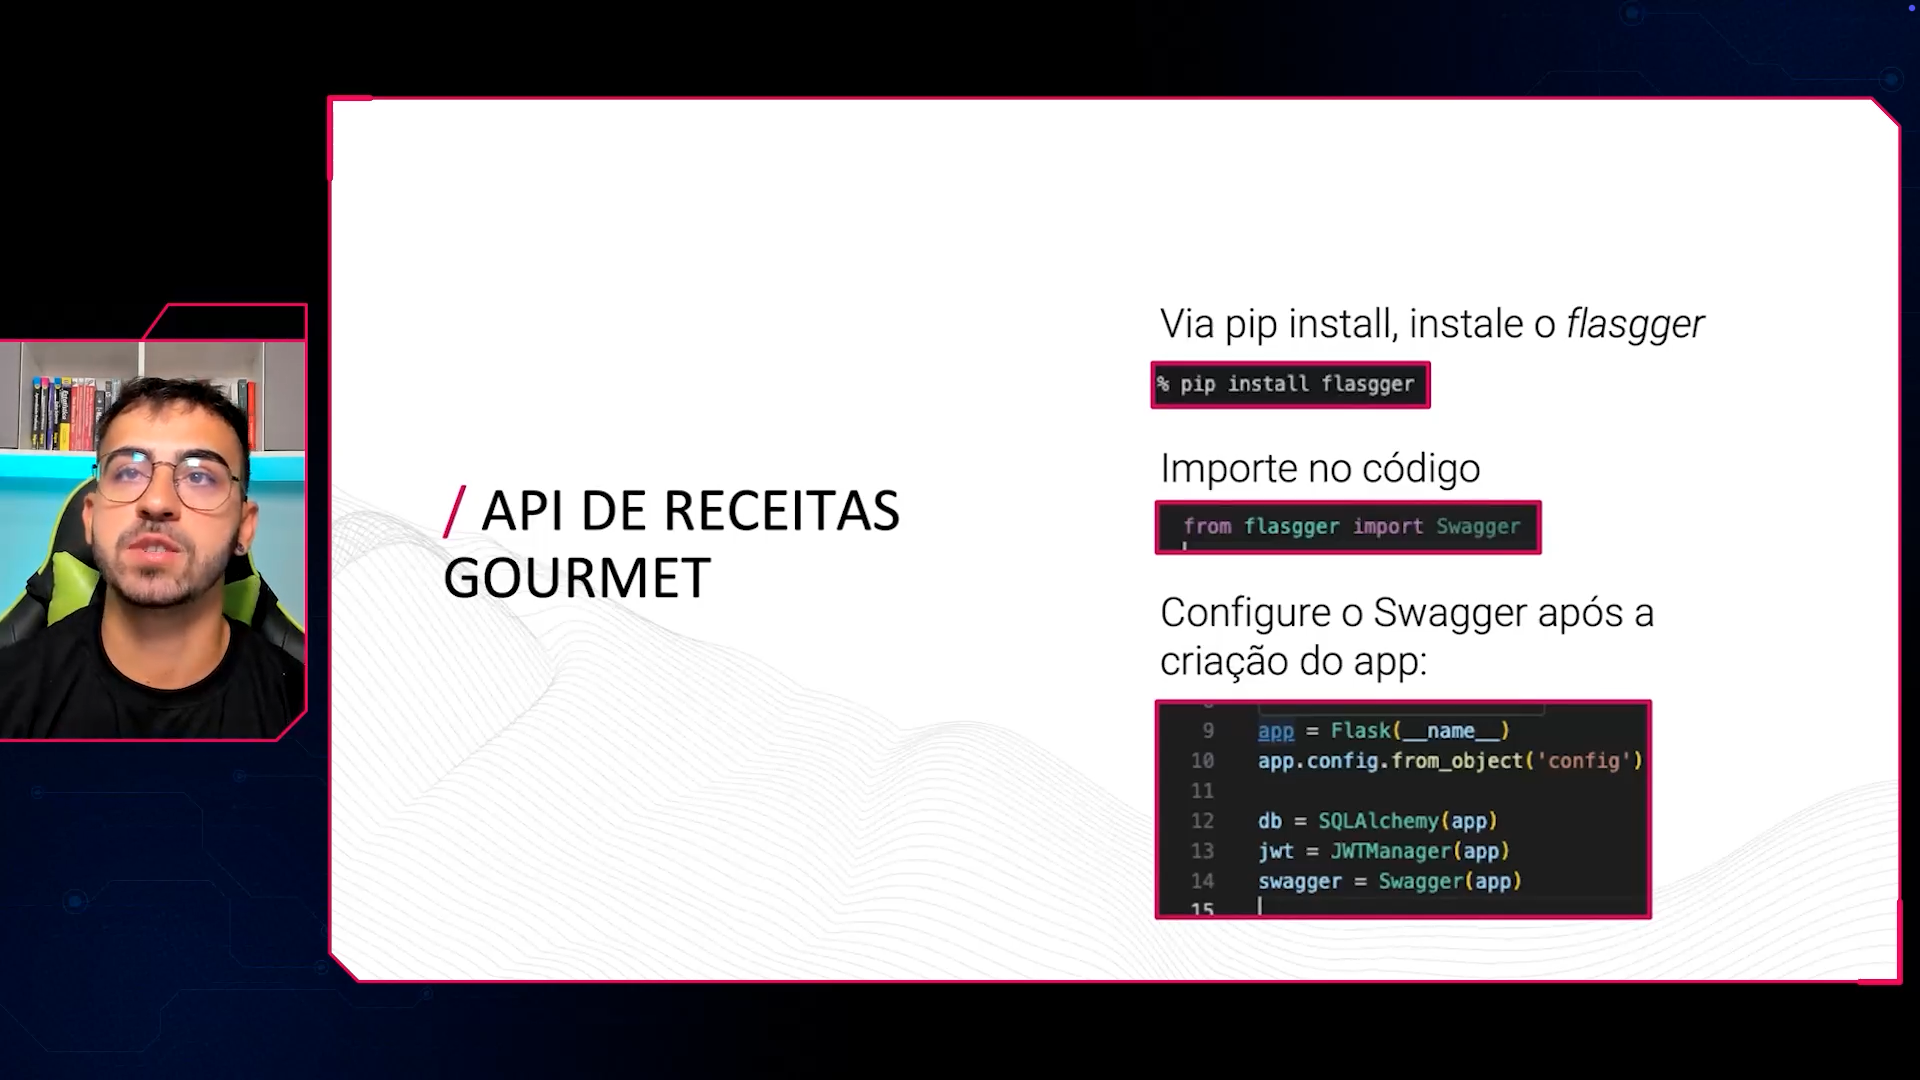 / API DE RECEITAS
GOURMET
Via pip install, instale o flasgger
% pip install flasgger
Importe no código
from flasgger import Swagger
Configure o Swagger após a
criação do app:
9 app = Flask(__name__)
10 app.config.from_object('config')
11
12 db = SQLAlchemy(app)
13 jwt = JWTManager(app)
14 swagger = Swagger(app)
15